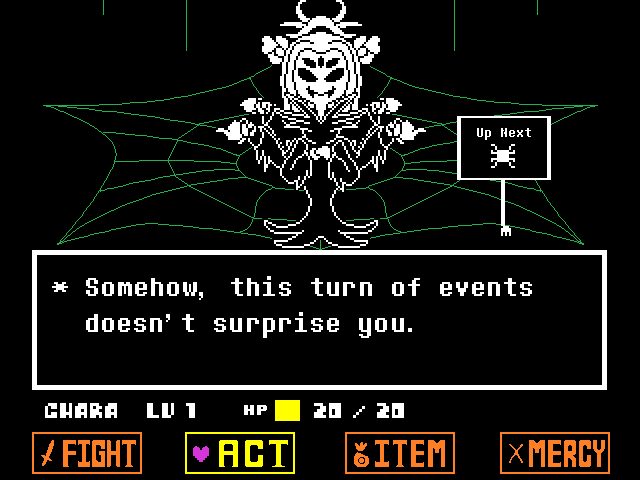 Up Next
* Somehow, this turn of events
doesn't surprise you.
CHARA LV 1 HP 20 / 20
FIGHT ACT ITEM MERCY